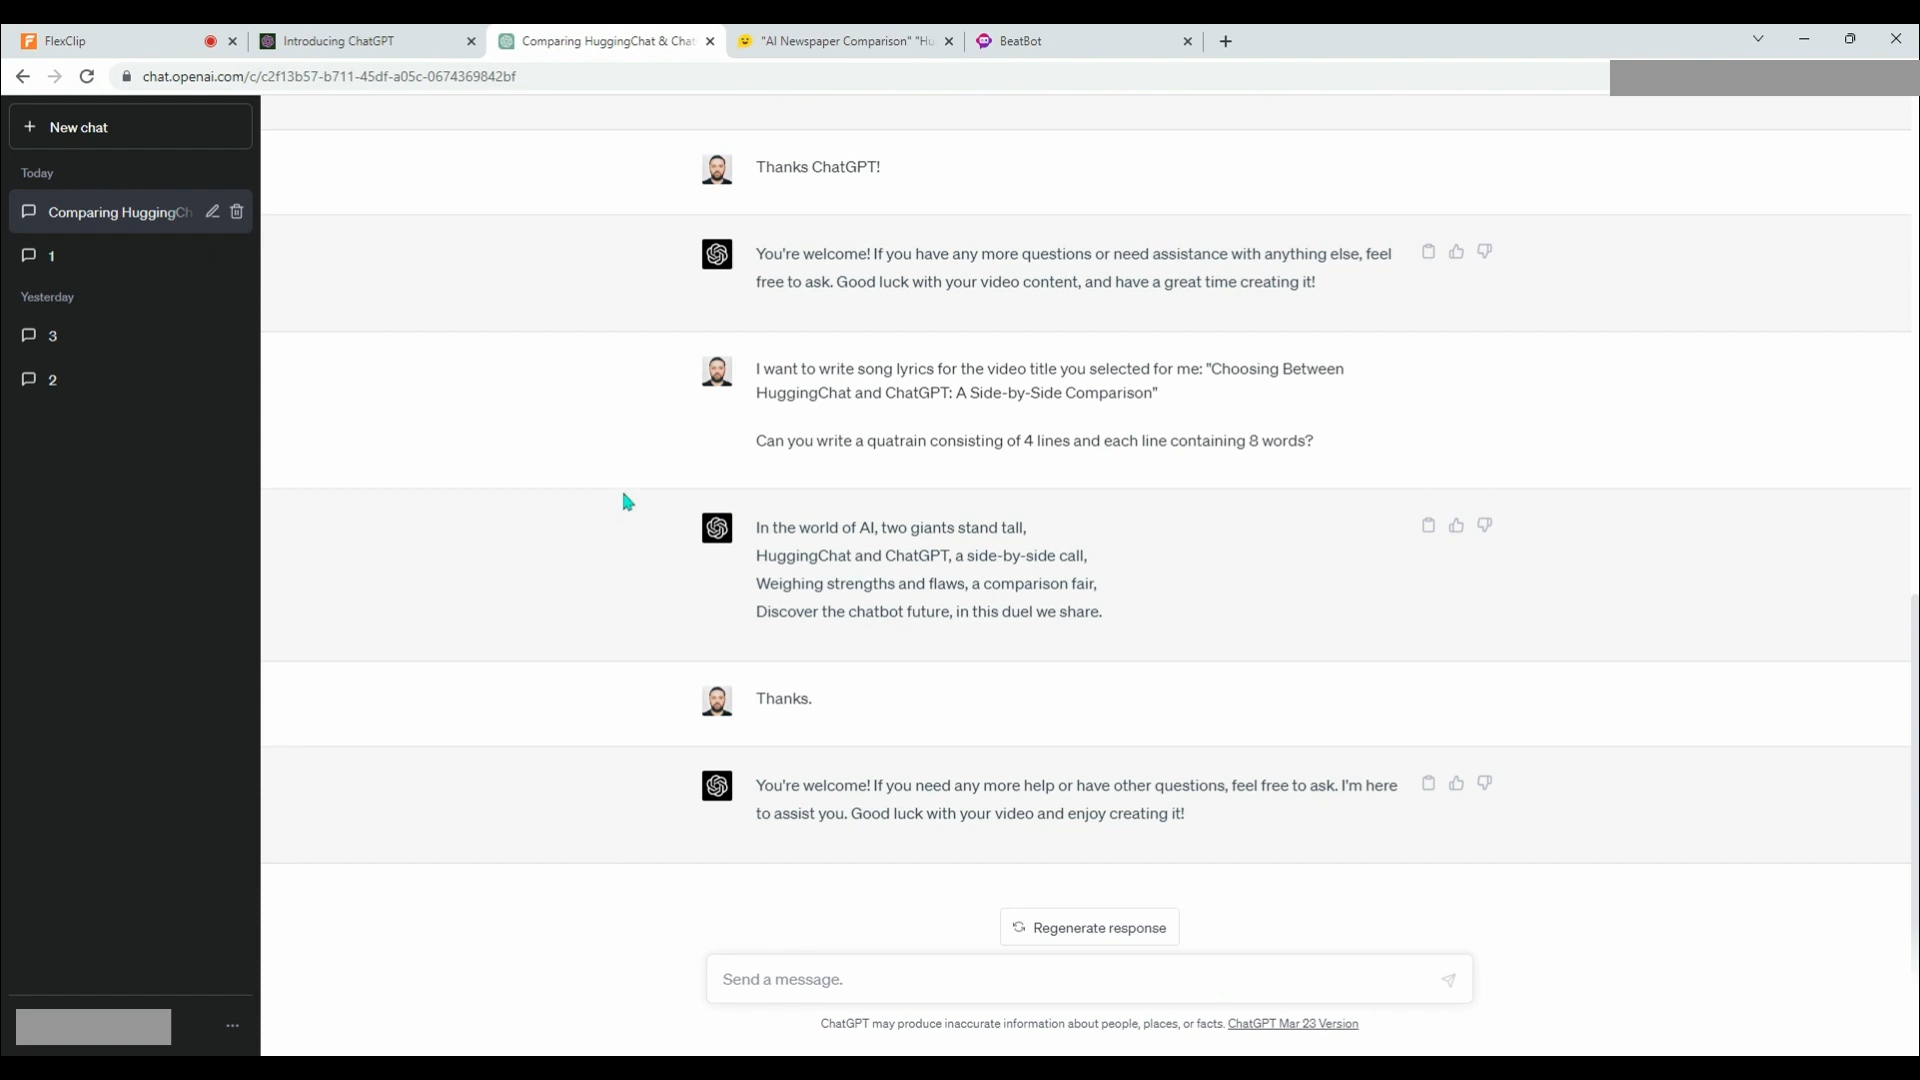 FlexClip
Introducing ChatGPT
Comparing HuggingChat & Chat
"AI Newspaper Comparison" "Hu
BeatBot
chat.openai.com/c/c2f13b57-b711-45df-a05c-0674369842bf
New chat
Today
Comparing HuggingCh
1
Yesterday
3
2
Thanks ChatGPT!
You're welcome! If you have any more questions or need assistance with anything else, feel
free to ask. Good luck with your video content, and have a great time creating it!
I want to write song lyrics for the video title you selected for me: "Choosing Between
HuggingChat and ChatGPT: A Side-by-Side Comparison"
Can you write a quatrain consisting of 4 lines and each line containing 8 words?
In the world of AI, two giants stand tall,
HuggingChat and ChatGPT, a side-by-side call,
Weighing strengths and flaws, a comparison fair,
Discover the chatbot future, in this duel we share.
Thanks.
You're welcome! If you need any more help or have other questions, feel free to ask. I'm here
to assist you. Good luck with your video and enjoy creating it!
Regenerate response
Send a message.
ChatGPT may produce inaccurate information about people, places, or facts. ChatGPT Mar 23 Version